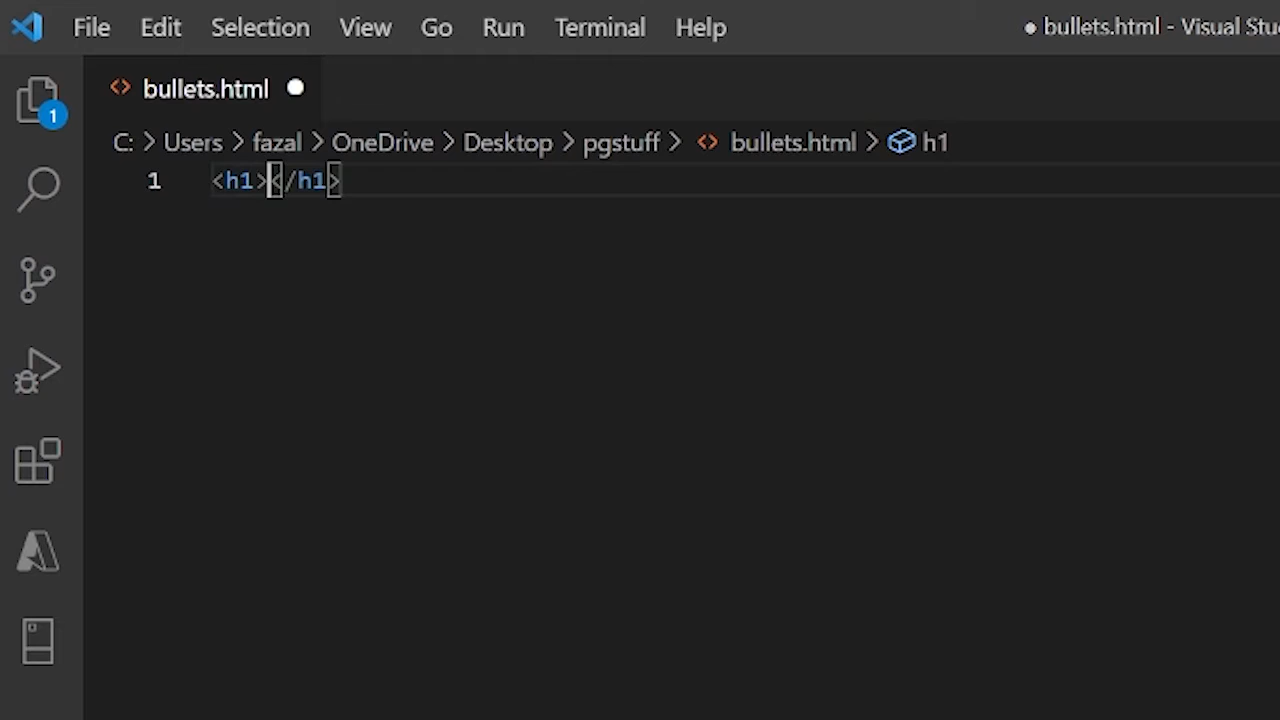 File Edit Selection View Go Run Terminal Help ● bullets.html - Visual
bullets.html
1
C: > Users > fazal > OneDrive > Desktop > pgstuff > bullets.html > h1
1 <h1></h1>